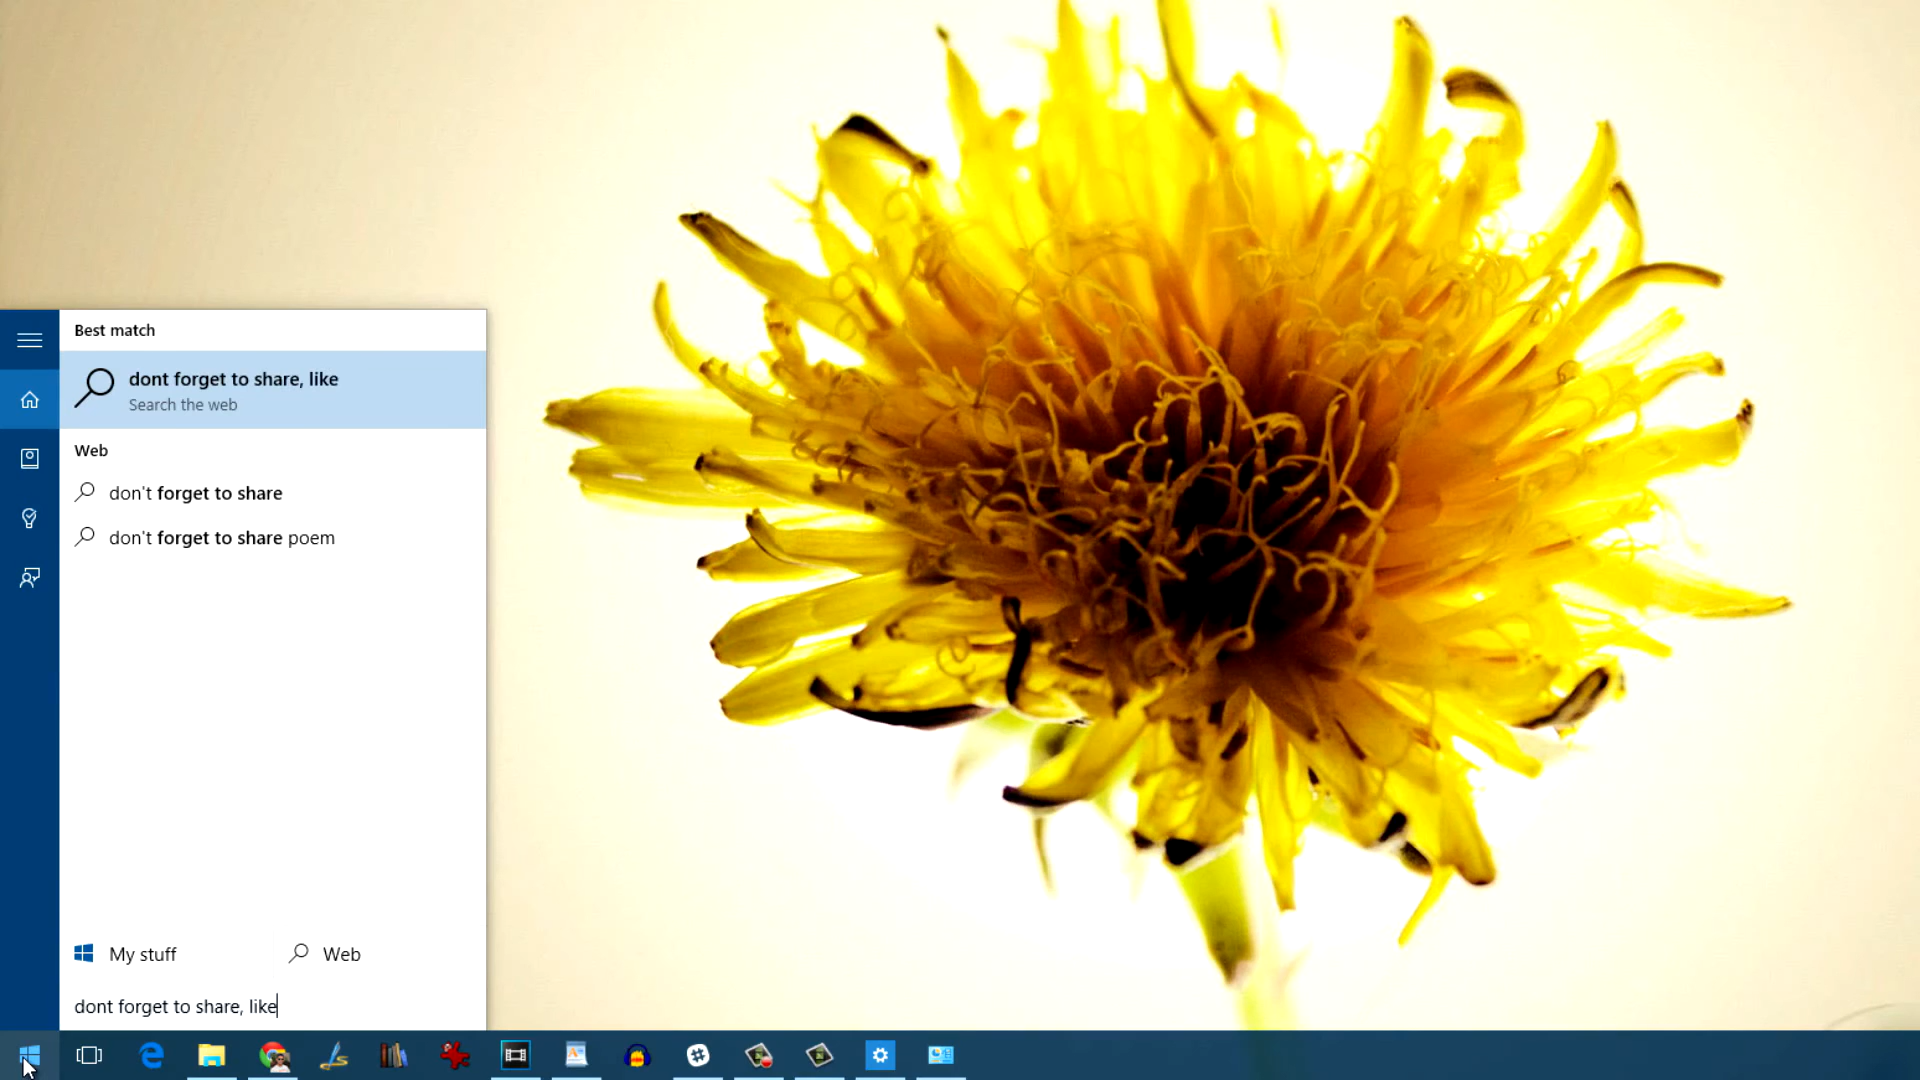 Best match
dont forget to share, like
Search the web
Web
don't forget to share
don't forget to share poem
My stuff
Web
dont forget to share, like